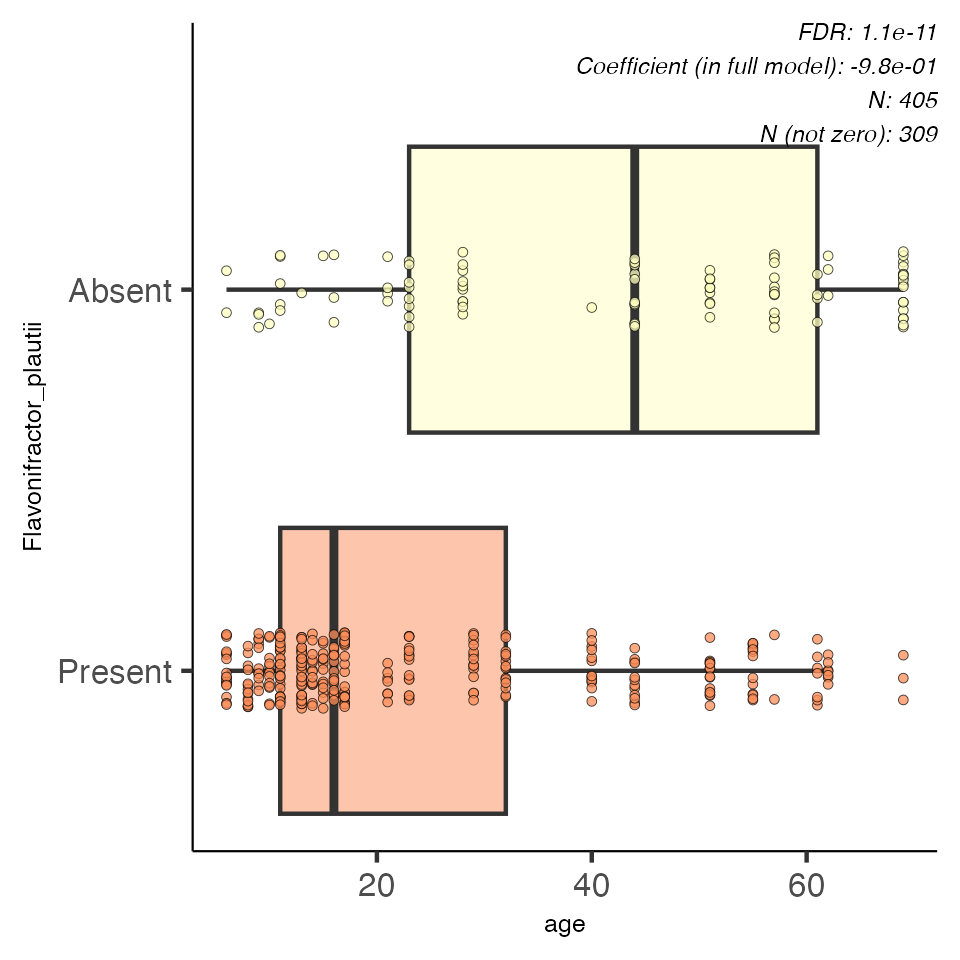 FDR: 1.1e-11
Coefficient (in full model): -9.8e-01
N: 405
N (not zero): 309
Absent
Flavonifractor_plautii
Present
20 40 60
age